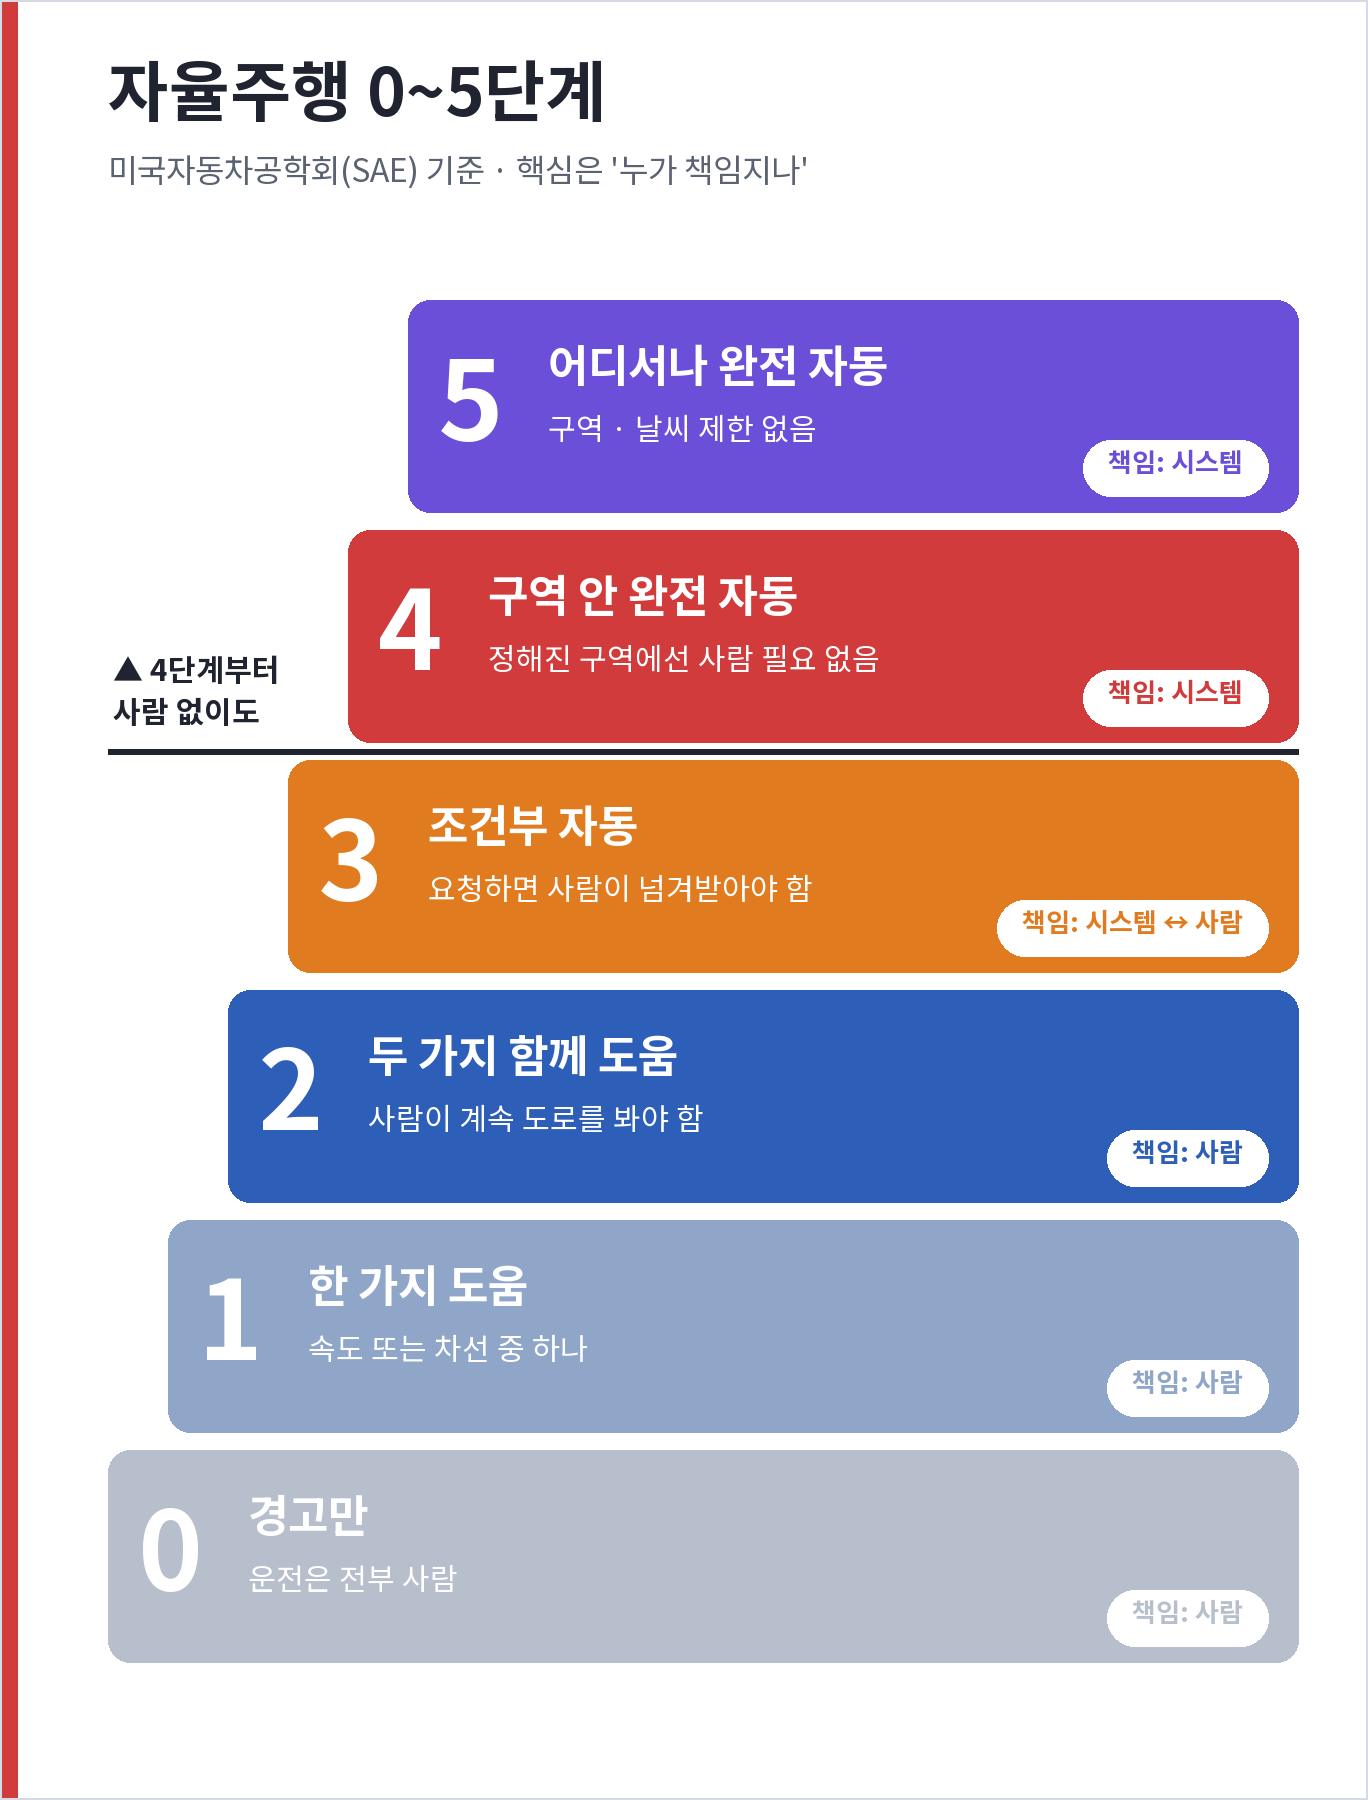 자율주행 0~5단계
미국자동차공학회(SAE) 기준 · 핵심은 '누가 책임지나'
5
어디서나 완전 자동
구역 · 날씨 제한 없음
책임: 시스템
4
구역 안 완전 자동
정해진 구역에선 사람 필요 없음
책임: 시스템
▲ 4단계부터
사람 없이도
3
조건부 자동
요청하면 사람이 넘겨받아야 함
책임: 시스템 ↔ 사람
2
두 가지 함께 도움
사람이 계속 도로를 봐야 함
책임: 사람
1
한 가지 도움
속도 또는 차선 중 하나
책임: 사람
0
경고만
운전은 전부 사람
책임: 사람